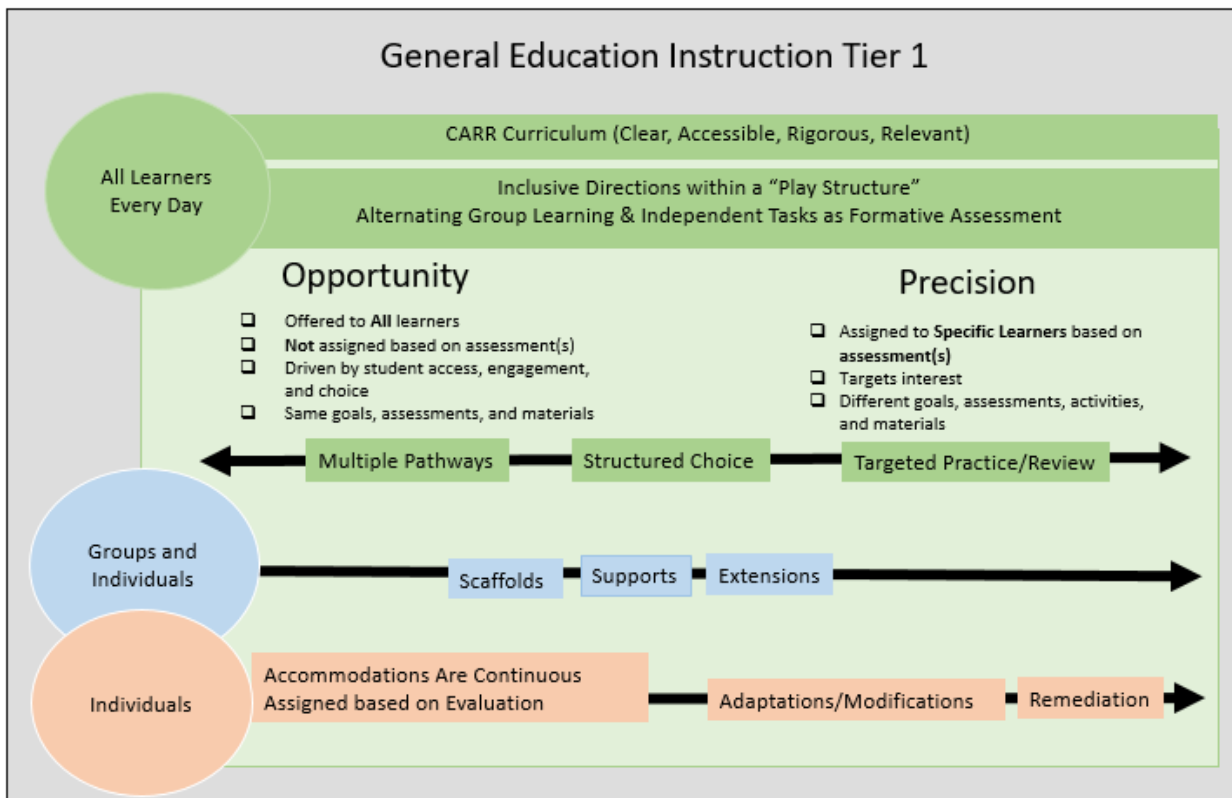 General Education Instruction Tier 1
CARR Curriculum (Clear, Accessible, Rigorous, Relevant)
All Learners
Every Day
Inclusive Directions within a “Play Structure”
Alternating Group Learning & Independent Tasks as Formative Assessment
Opportunity
Offered to All learners
Not assigned based on assessment(s)
Driven by student access, engagement,
and choice
Same goals, assessments, and materials
Precision
Assigned to Specific Learners based on
assessment(s)
Targets interest
Different goals, assessments, activities,
and materials
Multiple Pathways
Structured Choice
Targeted Practice/Review
Groups and
Individuals
Scaffolds
Supports
Extensions
Individuals
Accommodations Are Continuous
Assigned based on Evaluation
Adaptations/Modifications
Remediation